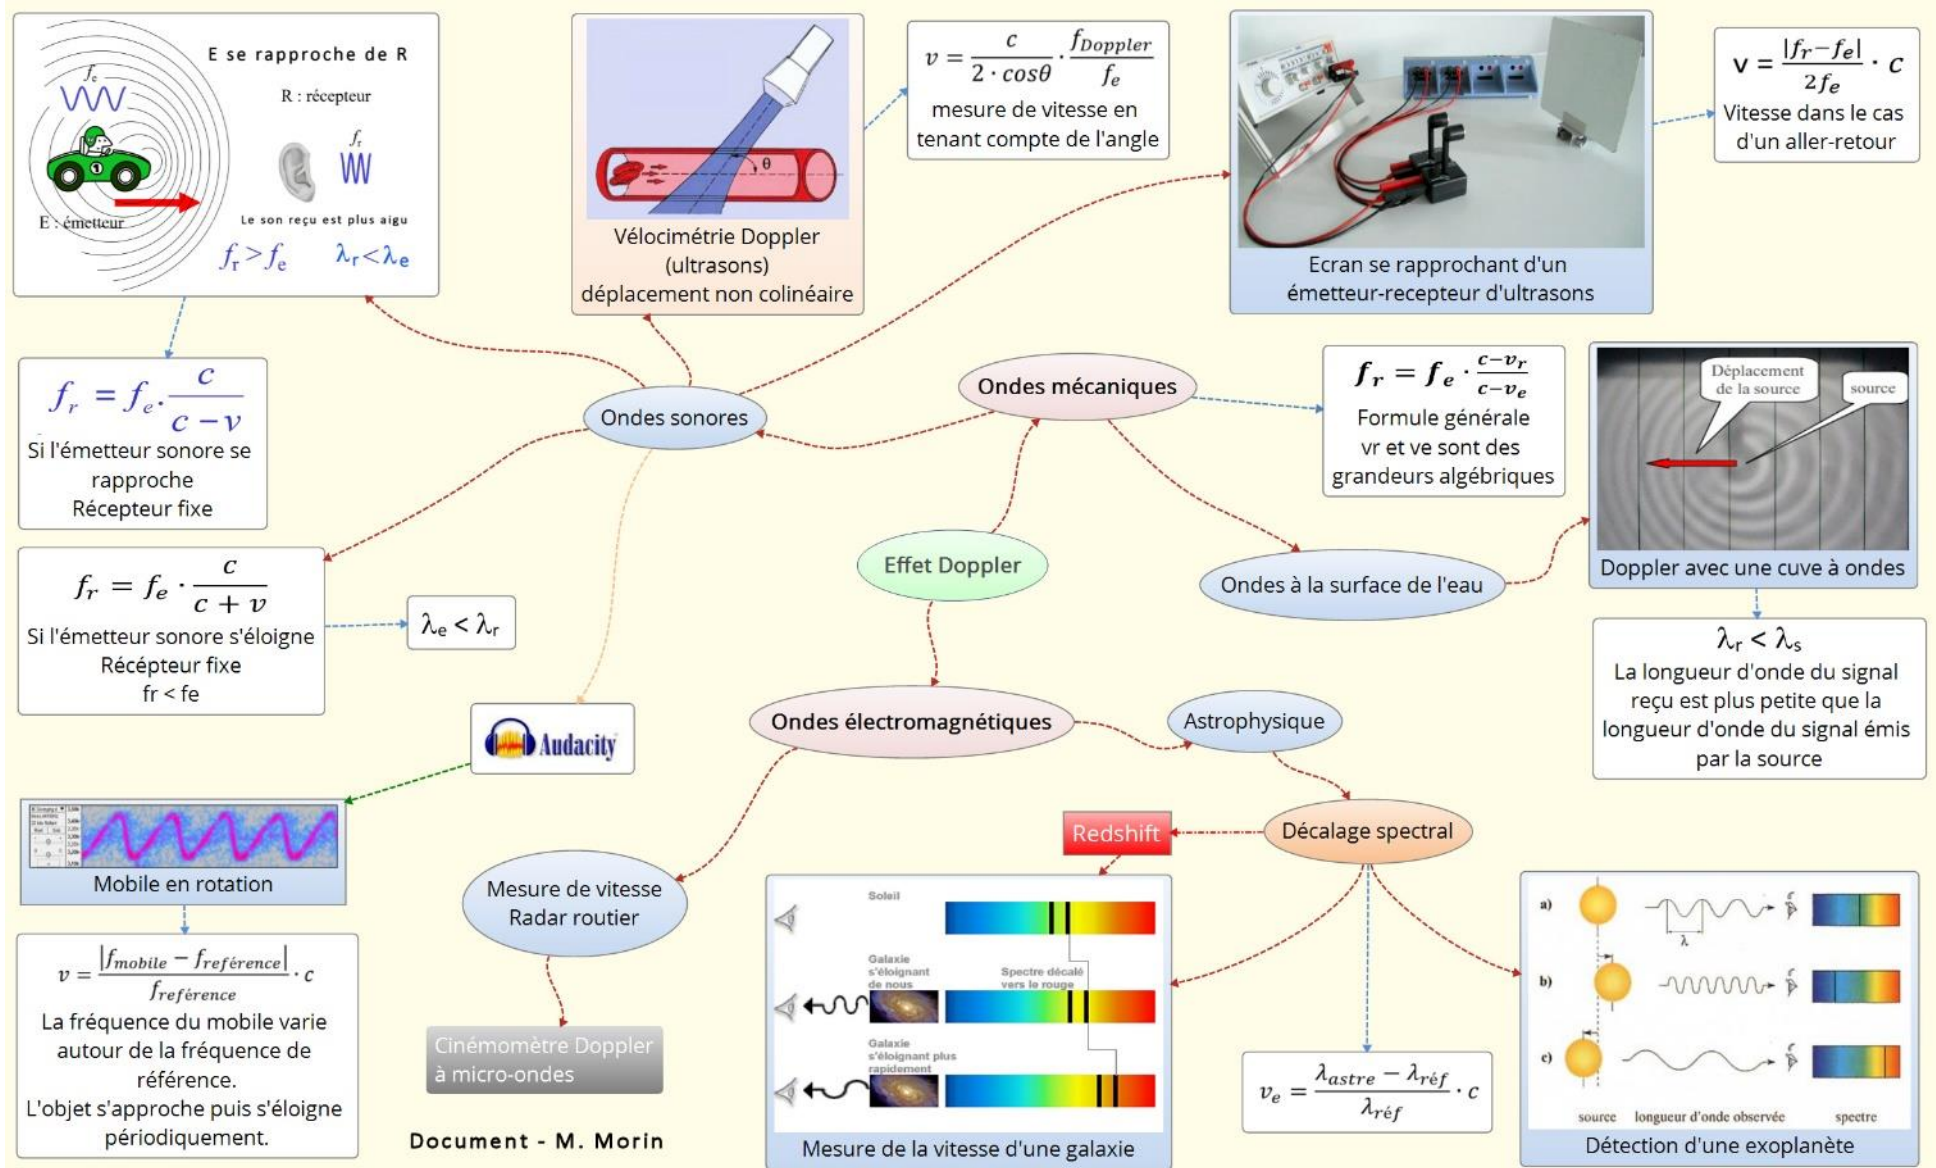 E se rapproche de R
R : récepteur
fe
fr
E : émetteur
Le son reçu est plus aigu
fr > fe λr < λe
fr = fe · c / (c − v)
Si l'émetteur sonore se
rapproche
Récepteur fixe
fr = fe · c / (c + v)
Si l'émetteur sonore s'éloigne
Récépteur fixe
fr < fe
λe < λr
θ
Vélocimétrie Doppler
(ultrasons)
déplacement non colinéaire
v = c / (2 · cosθ) · fDoppler / fe
mesure de vitesse en
tenant compte de l'angle
Ecran se rapprochant d'un
émetteur-recepteur d'ultrasons
v = |fr−fe| / 2fe · c
Vitesse dans le cas
d'un aller-retour
Ondes sonores
Ondes mécaniques
fr = fe · (c−vr) / (c−ve)
Formule générale
vr et ve sont des
grandeurs algébriques
Déplacement
de la source
source
Doppler avec une cuve à ondes
λr < λs
La longueur d'onde du signal
reçu est plus petite que la
longueur d'onde du signal émis
par la source
Effet Doppler
Ondes à la surface de l'eau
Ondes électromagnétiques
Astrophysique
Audacity
Mobile en rotation
v = |fmobile − freférence| / freférence · c
La fréquence du mobile varie
autour de la fréquence de
référence.
L'objet s'approche puis s'éloigne
périodiquement.
Mesure de vitesse
Radar routier
Cinémomètre Doppler
à micro-ondes
Document - M. Morin
Redshift
Décalage spectral
Soleil
Galaxie
s'éloignant
de nous
Spectre décalé
vers le rouge
Galaxie
s'éloignant plus
rapidement
Mesure de la vitesse d'une galaxie
ve = (λastre − λréf) / λréf · c
a)
λ
b)
c)
source longueur d'onde observée spectre
Détection d'une exoplanète